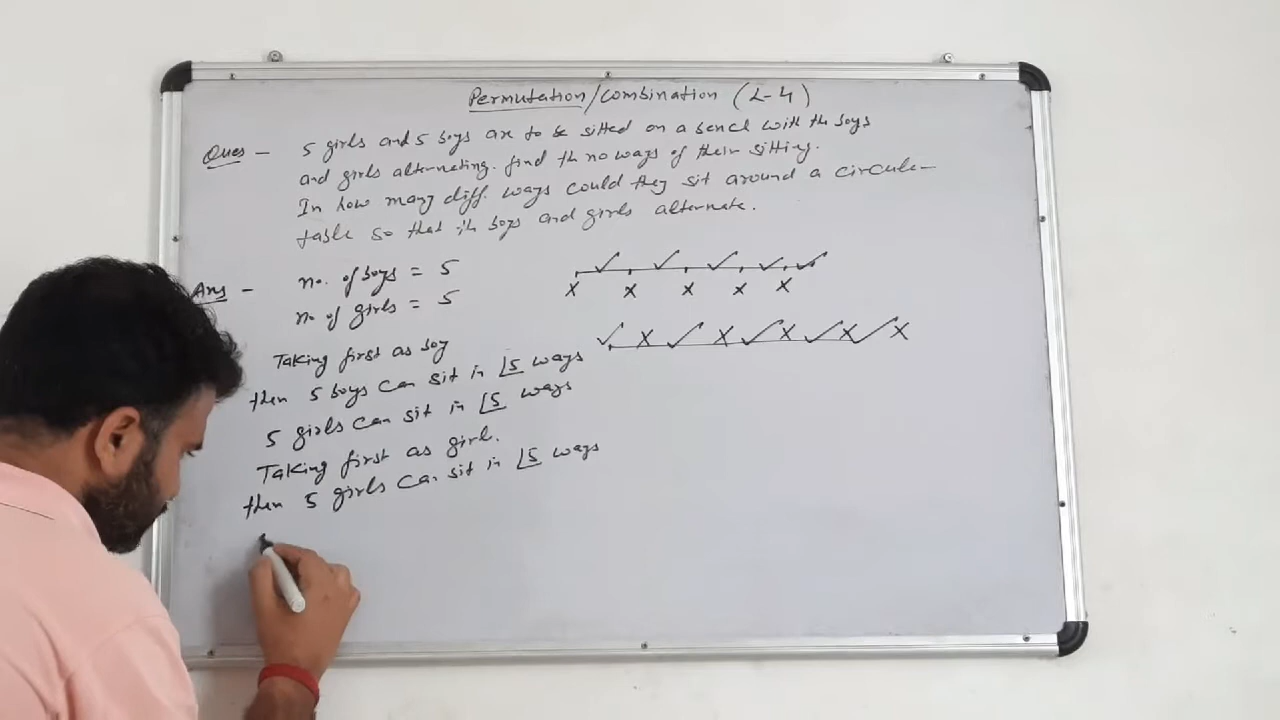 Permutation/Combination (L-4)
Ques - 5 girls and 5 boys are to be sitted on a bench with the boys
and girls alternating. find the no ways of their sitting.
In how many diff. ways could they sit around a circular
table so that the boys and girls alternate.
Ans - no. of boys = 5
no of girls = 5
Taking first as boy
then 5 boys can sit in ⌊5 ways
5 girls can sit in ⌊5 ways
Taking first as girl.
then 5 girls can sit in ⌊5 ways
✓ ✓ ✓ ✓ ✓
x x x x x
✓ x ✓ x ✓ x ✓ x ✓ x